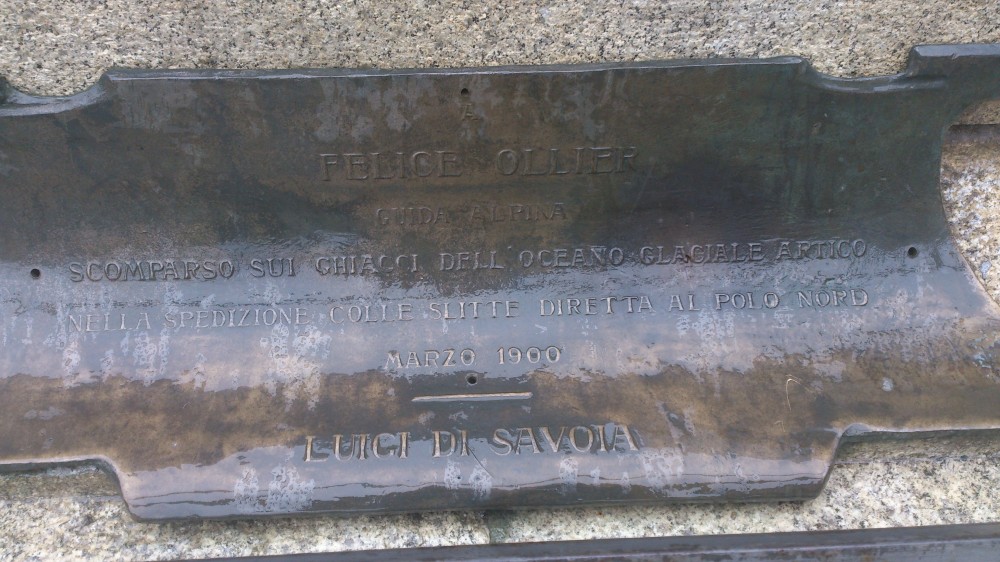 FELICE OLLIER
GUIDA ALPINA
SCOMPARSO SUI GHIACCI DELL'OCEANO GLACIALE ARTICO
NELLA SPEDIZIONE COLLE SLITTE DIRETTA AL POLO NORD
MARZO 1900
LUIGI DI SAVOIA